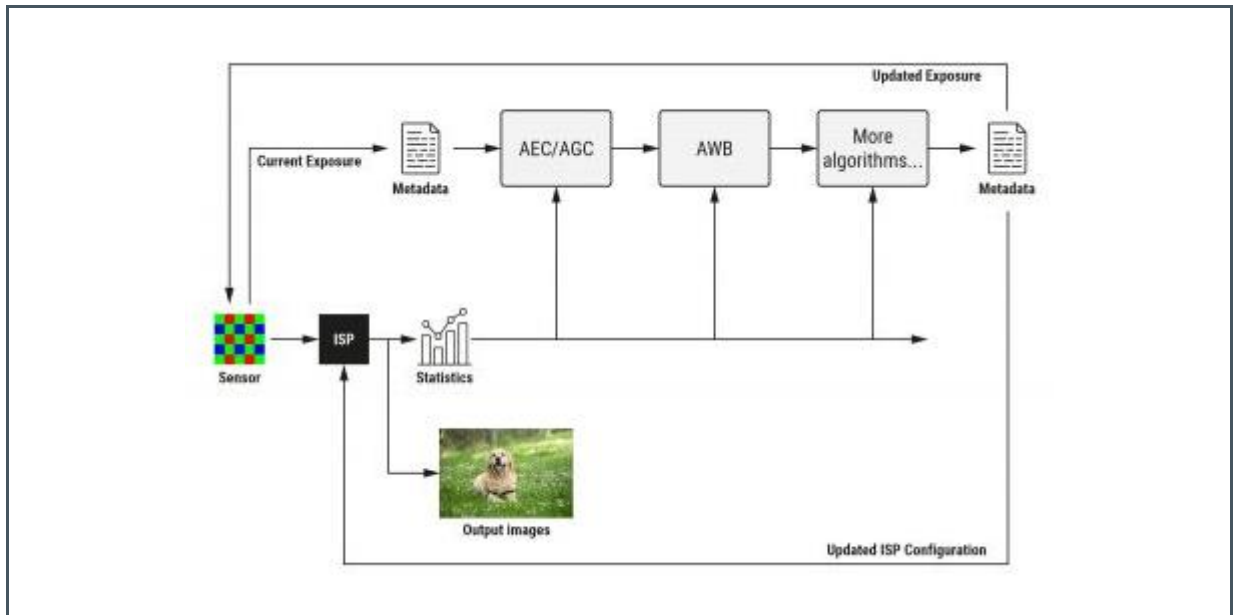 Updated Exposure
Current Exposure
Metadata
AEC/AGC
AWB
More
algorithms...
Metadata
Sensor
ISP
Statistics
Output images
Updated ISP Configuration